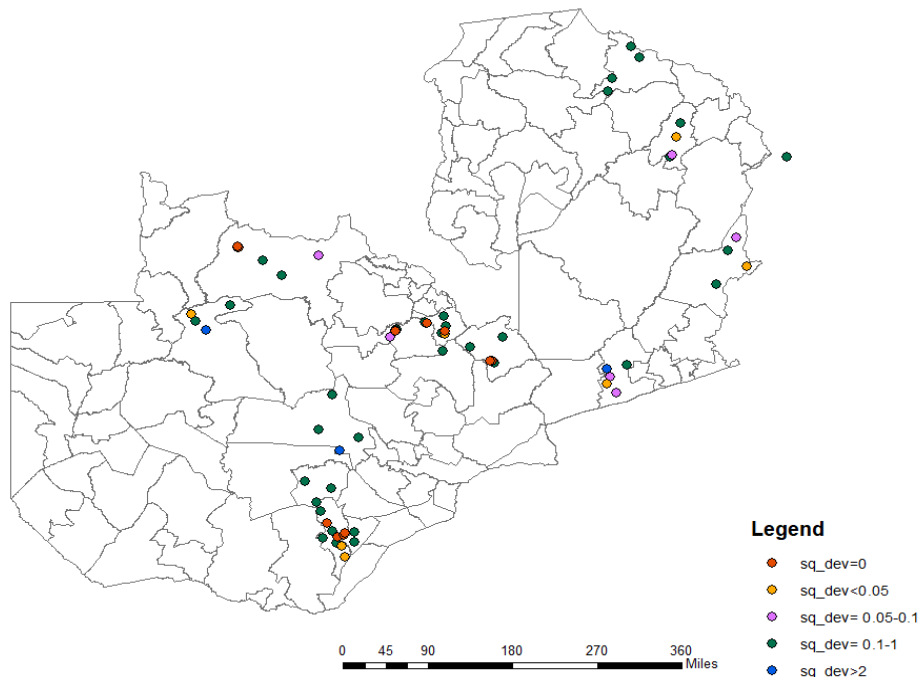 Legend
sq_dev=0
sq_dev<0.05
sq_dev= 0.05-0.1
sq_dev= 0.1-1
sq_dev>2
0 45 90 180 270 360
Miles